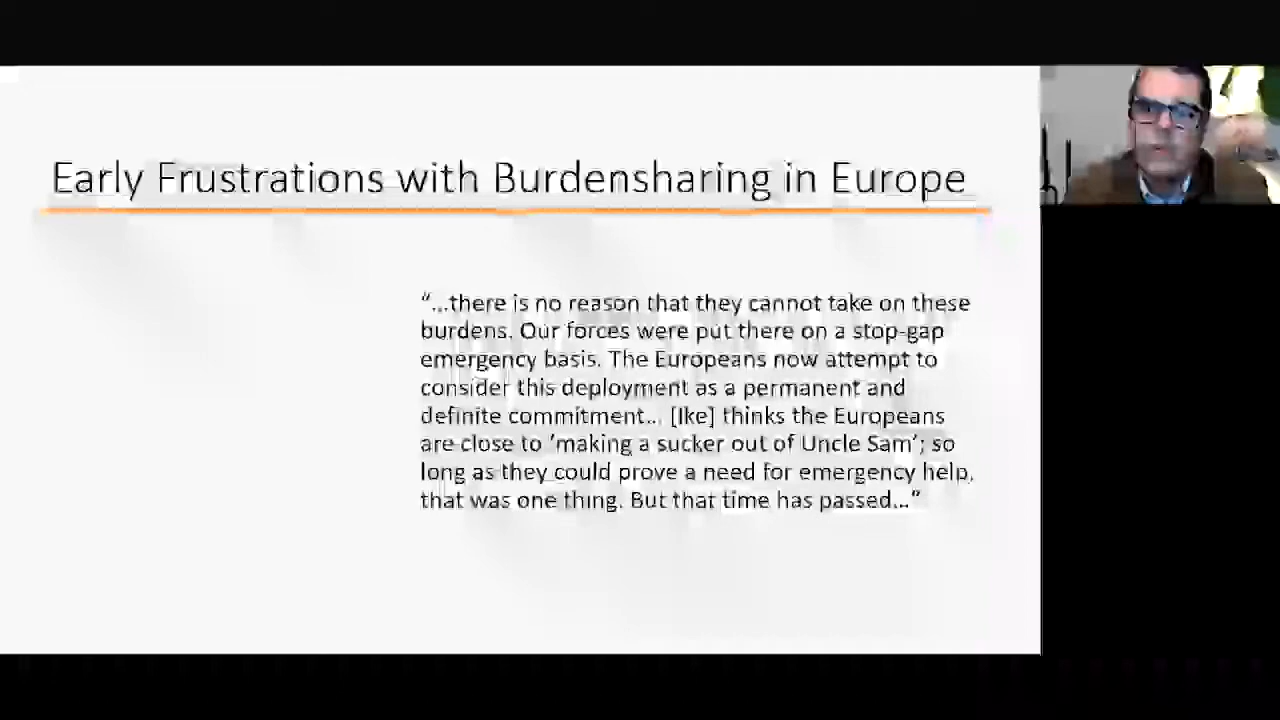 Early Frustrations with Burdensharing in Europe
“...there is no reason that they cannot take on these
burdens. Our forces were put there on a stop-gap
emergency basis. The Europeans now attempt to
consider this deployment as a permanent and
definite commitment... [Ike] thinks the Europeans
are close to ‘making a sucker out of Uncle Sam’; so
long as they could prove a need for emergency help,
that was one thing. But that time has passed...”